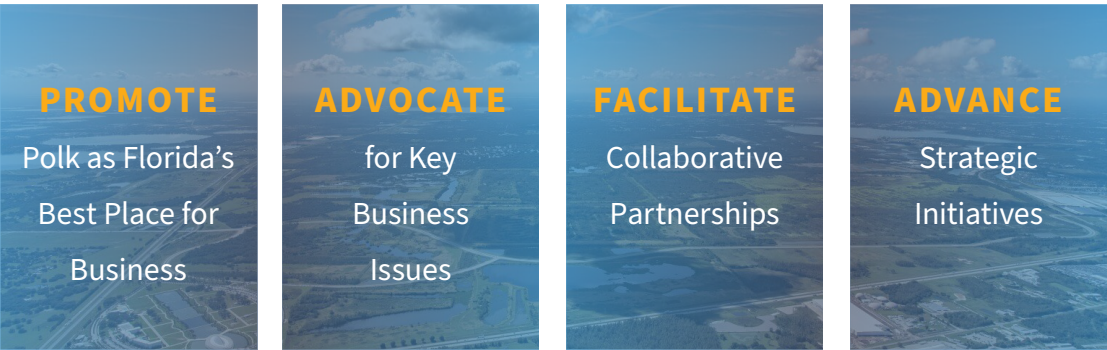 PROMOTE
Polk as Florida’s
Best Place for
Business
ADVOCATE
for Key
Business
Issues
FACILITATE
Collaborative
Partnerships
ADVANCE
Strategic
Initiatives